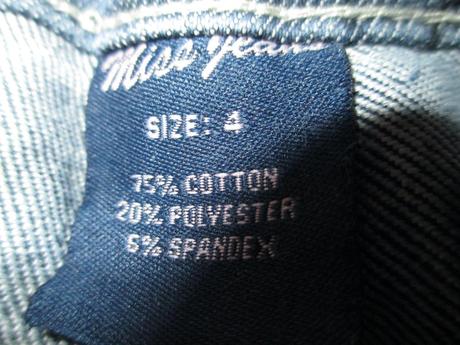 Miss Jeans
SIZE: 4
75% COTTON
20% POLYESTER
5% SPANDEX